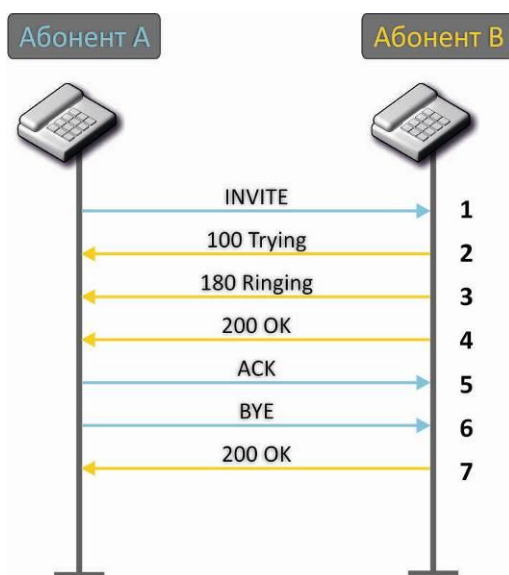 Абонент А
Абонент В
INVITE
1
100 Trying
2
180 Ringing
3
200 OK
4
ACK
5
BYE
6
200 OK
7